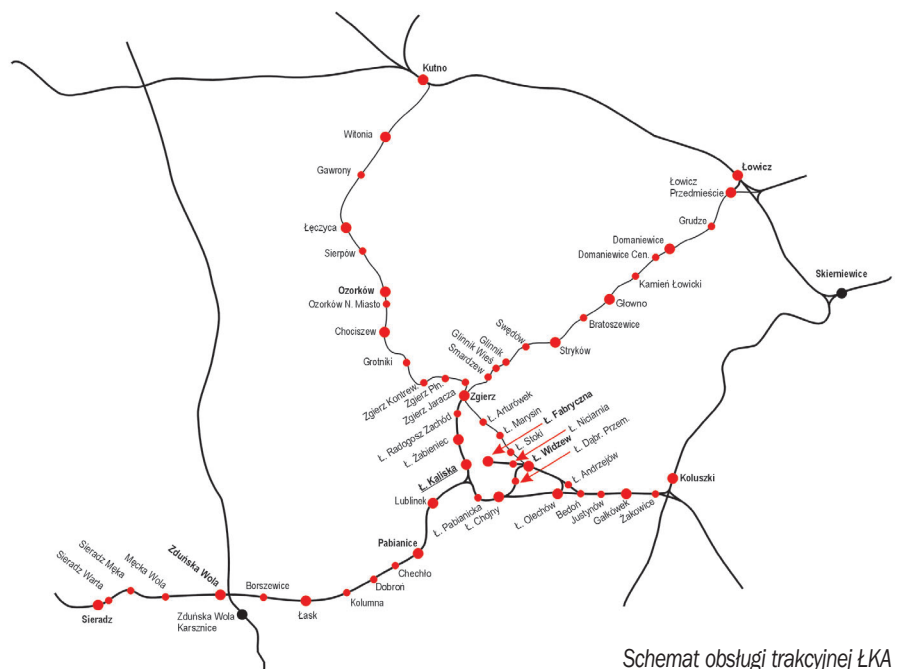 Kutno
Witonia
Gawrony
Łęczyca
Sierpów
Ozorków
Ozorków N. Miasto
Chociszew
Grotniki
Zgierz Kontrew.
Zgierz Płn.
Zgierz Jaracza
Zgierz
Łowicz
Łowicz
Przedmieście
Grudze
Domaniewice
Domaniewice Cen.
Kamień Łowicki
Głowno
Bratoszewice
Stryków
Swędów
Glinnik
Glinnik Wieś
Smardzew
Skierniewice
Ł. Radogosz Zachód
Ł. Żabieniec
Ł. Kaliska
Lublinek
Ł. Arturówek
Ł. Marysin
Ł. Stoki
Ł. Fabryczna
Ł. Niciarnia
Ł. Widzew
Ł. Dąbr. Przem.
Ł. Andrzejów
Koluszki
Ł. Pabianicka
Ł. Chojny
Ł. Olechów
Bedoń
Justynów
Gałkówek
Żakowice
Pabianice
Chechło
Dobroń
Kolumna
Łask
Borszewice
Zduńska Wola
Zduńska Wola
Karsznice
Męcka Wola
Sieradz Męka
Sieradz Warta
Sieradz
Schemat obsługi trakcyjnej ŁKA